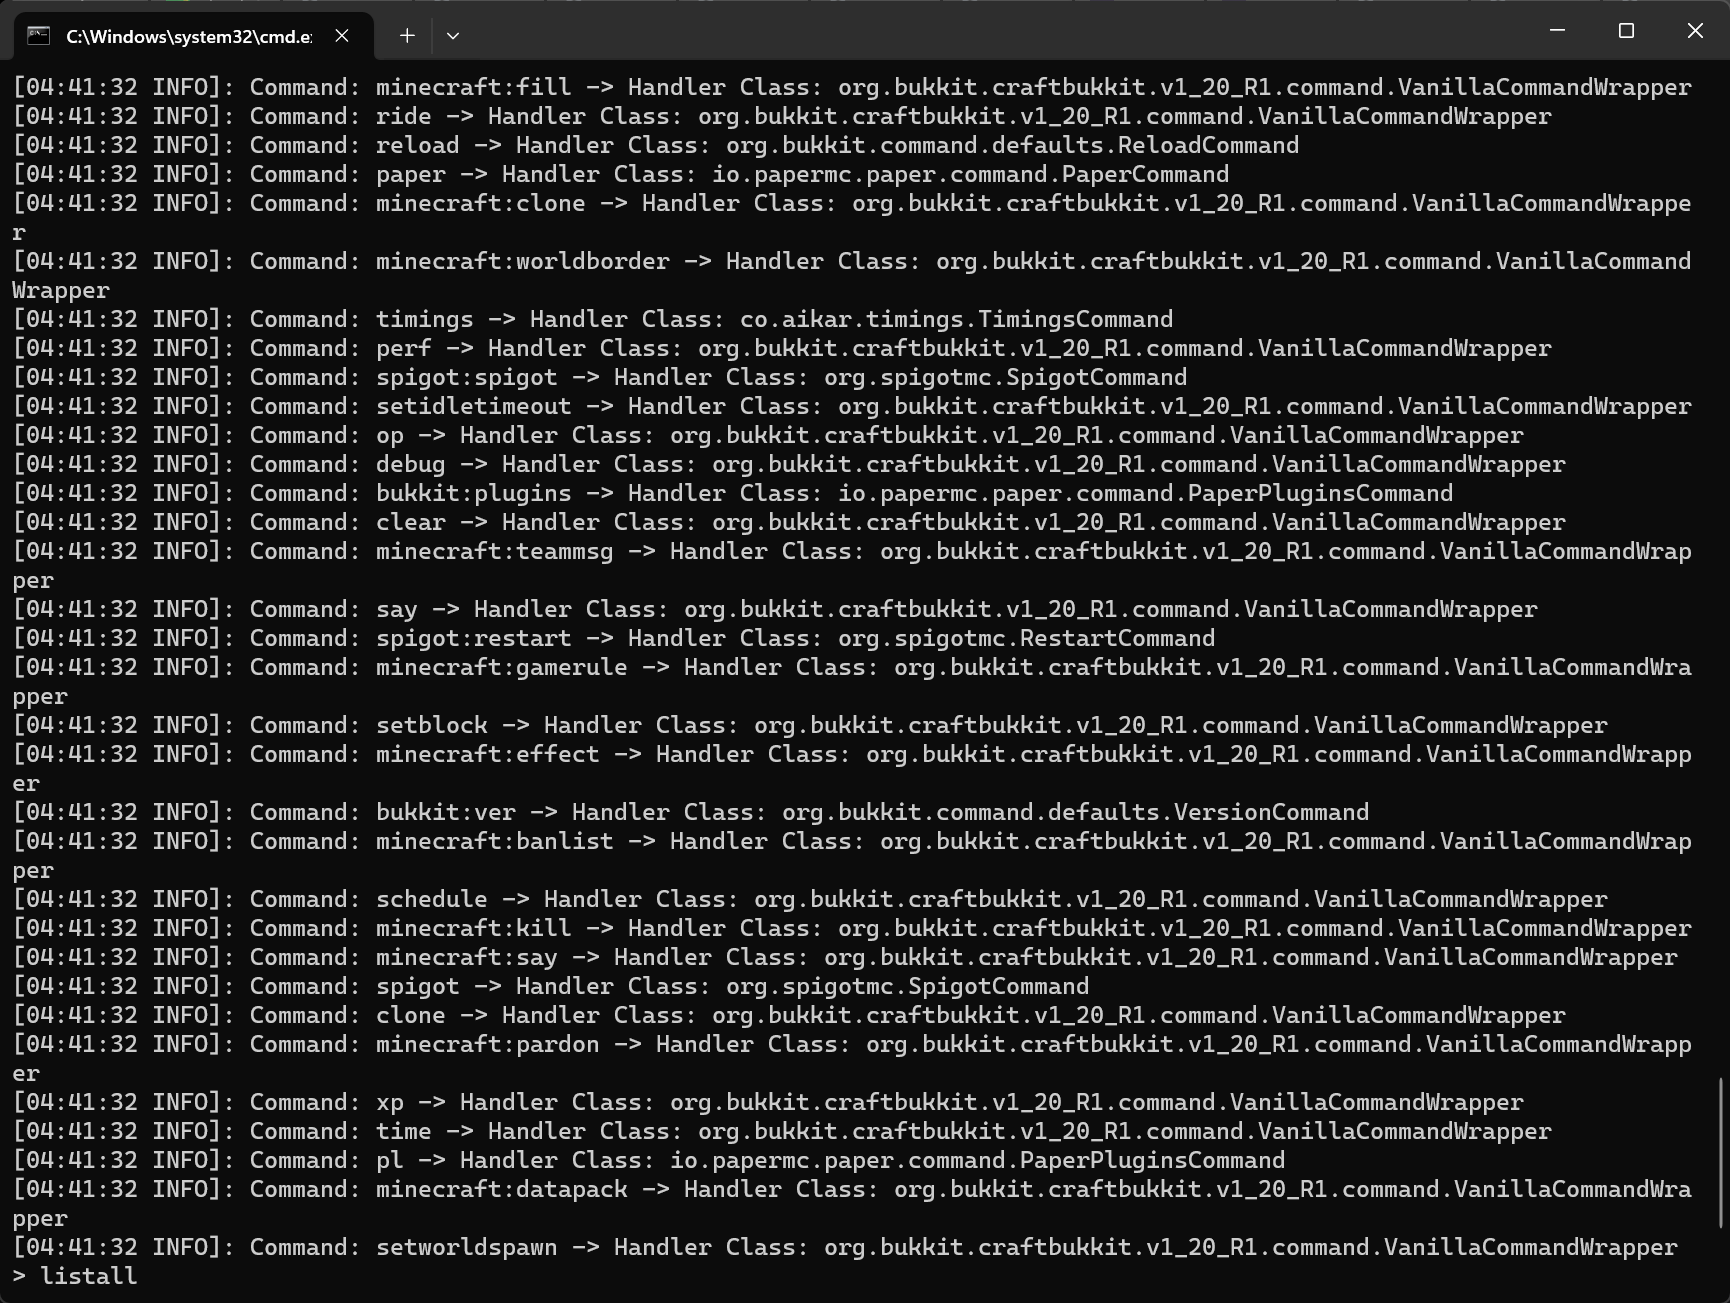 C:\Windows\system32\cmd.e
[04:41:32 INFO]: Command: minecraft:fill -> Handler Class: org.bukkit.craftbukkit.v1_20_R1.command.VanillaCommandWrapper
[04:41:32 INFO]: Command: ride -> Handler Class: org.bukkit.craftbukkit.v1_20_R1.command.VanillaCommandWrapper
[04:41:32 INFO]: Command: reload -> Handler Class: org.bukkit.command.defaults.ReloadCommand
[04:41:32 INFO]: Command: paper -> Handler Class: io.papermc.paper.command.PaperCommand
[04:41:32 INFO]: Command: minecraft:clone -> Handler Class: org.bukkit.craftbukkit.v1_20_R1.command.VanillaCommandWrappe
r
[04:41:32 INFO]: Command: minecraft:worldborder -> Handler Class: org.bukkit.craftbukkit.v1_20_R1.command.VanillaCommand
Wrapper
[04:41:32 INFO]: Command: timings -> Handler Class: co.aikar.timings.TimingsCommand
[04:41:32 INFO]: Command: perf -> Handler Class: org.bukkit.craftbukkit.v1_20_R1.command.VanillaCommandWrapper
[04:41:32 INFO]: Command: spigot:spigot -> Handler Class: org.spigotmc.SpigotCommand
[04:41:32 INFO]: Command: setidletimeout -> Handler Class: org.bukkit.craftbukkit.v1_20_R1.command.VanillaCommandWrapper
[04:41:32 INFO]: Command: op -> Handler Class: org.bukkit.craftbukkit.v1_20_R1.command.VanillaCommandWrapper
[04:41:32 INFO]: Command: debug -> Handler Class: org.bukkit.craftbukkit.v1_20_R1.command.VanillaCommandWrapper
[04:41:32 INFO]: Command: bukkit:plugins -> Handler Class: io.papermc.paper.command.PaperPluginsCommand
[04:41:32 INFO]: Command: clear -> Handler Class: org.bukkit.craftbukkit.v1_20_R1.command.VanillaCommandWrapper
[04:41:32 INFO]: Command: minecraft:teammsg -> Handler Class: org.bukkit.craftbukkit.v1_20_R1.command.VanillaCommandWrap
per
[04:41:32 INFO]: Command: say -> Handler Class: org.bukkit.craftbukkit.v1_20_R1.command.VanillaCommandWrapper
[04:41:32 INFO]: Command: spigot:restart -> Handler Class: org.spigotmc.RestartCommand
[04:41:32 INFO]: Command: minecraft:gamerule -> Handler Class: org.bukkit.craftbukkit.v1_20_R1.command.VanillaCommandWra
pper
[04:41:32 INFO]: Command: setblock -> Handler Class: org.bukkit.craftbukkit.v1_20_R1.command.VanillaCommandWrapper
[04:41:32 INFO]: Command: minecraft:effect -> Handler Class: org.bukkit.craftbukkit.v1_20_R1.command.VanillaCommandWrapp
er
[04:41:32 INFO]: Command: bukkit:ver -> Handler Class: org.bukkit.command.defaults.VersionCommand
[04:41:32 INFO]: Command: minecraft:banlist -> Handler Class: org.bukkit.craftbukkit.v1_20_R1.command.VanillaCommandWrap
per
[04:41:32 INFO]: Command: schedule -> Handler Class: org.bukkit.craftbukkit.v1_20_R1.command.VanillaCommandWrapper
[04:41:32 INFO]: Command: minecraft:kill -> Handler Class: org.bukkit.craftbukkit.v1_20_R1.command.VanillaCommandWrapper
[04:41:32 INFO]: Command: minecraft:say -> Handler Class: org.bukkit.craftbukkit.v1_20_R1.command.VanillaCommandWrapper
[04:41:32 INFO]: Command: spigot -> Handler Class: org.spigotmc.SpigotCommand
[04:41:32 INFO]: Command: clone -> Handler Class: org.bukkit.craftbukkit.v1_20_R1.command.VanillaCommandWrapper
[04:41:32 INFO]: Command: minecraft:pardon -> Handler Class: org.bukkit.craftbukkit.v1_20_R1.command.VanillaCommandWrapp
er
[04:41:32 INFO]: Command: xp -> Handler Class: org.bukkit.craftbukkit.v1_20_R1.command.VanillaCommandWrapper
[04:41:32 INFO]: Command: time -> Handler Class: org.bukkit.craftbukkit.v1_20_R1.command.VanillaCommandWrapper
[04:41:32 INFO]: Command: pl -> Handler Class: io.papermc.paper.command.PaperPluginsCommand
[04:41:32 INFO]: Command: minecraft:datapack -> Handler Class: org.bukkit.craftbukkit.v1_20_R1.command.VanillaCommandWra
pper
[04:41:32 INFO]: Command: setworldspawn -> Handler Class: org.bukkit.craftbukkit.v1_20_R1.command.VanillaCommandWrapper
> listall